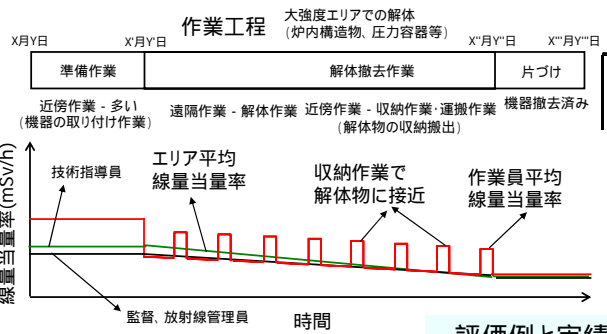 作業工程
大強度エリアでの解体
(炉内構造物、圧力容器等)
X月Y日
X'月Y'日
X''月Y''日
X'''月Y'''日
準備作業
解体撤去作業
片づけ
近傍作業 - 多い
(機器の取り付け作業)
遠隔作業 - 解体作業
近傍作業 - 収納作業・運搬作業
(解体物の収納搬出)
機器撤去済み
線量当量率(mSv/h)
技術指導員
エリア平均
線量当量率
収納作業で
解体物に接近
作業員平均
線量当量率
監督、放射線管理員
時間
評価例と実績